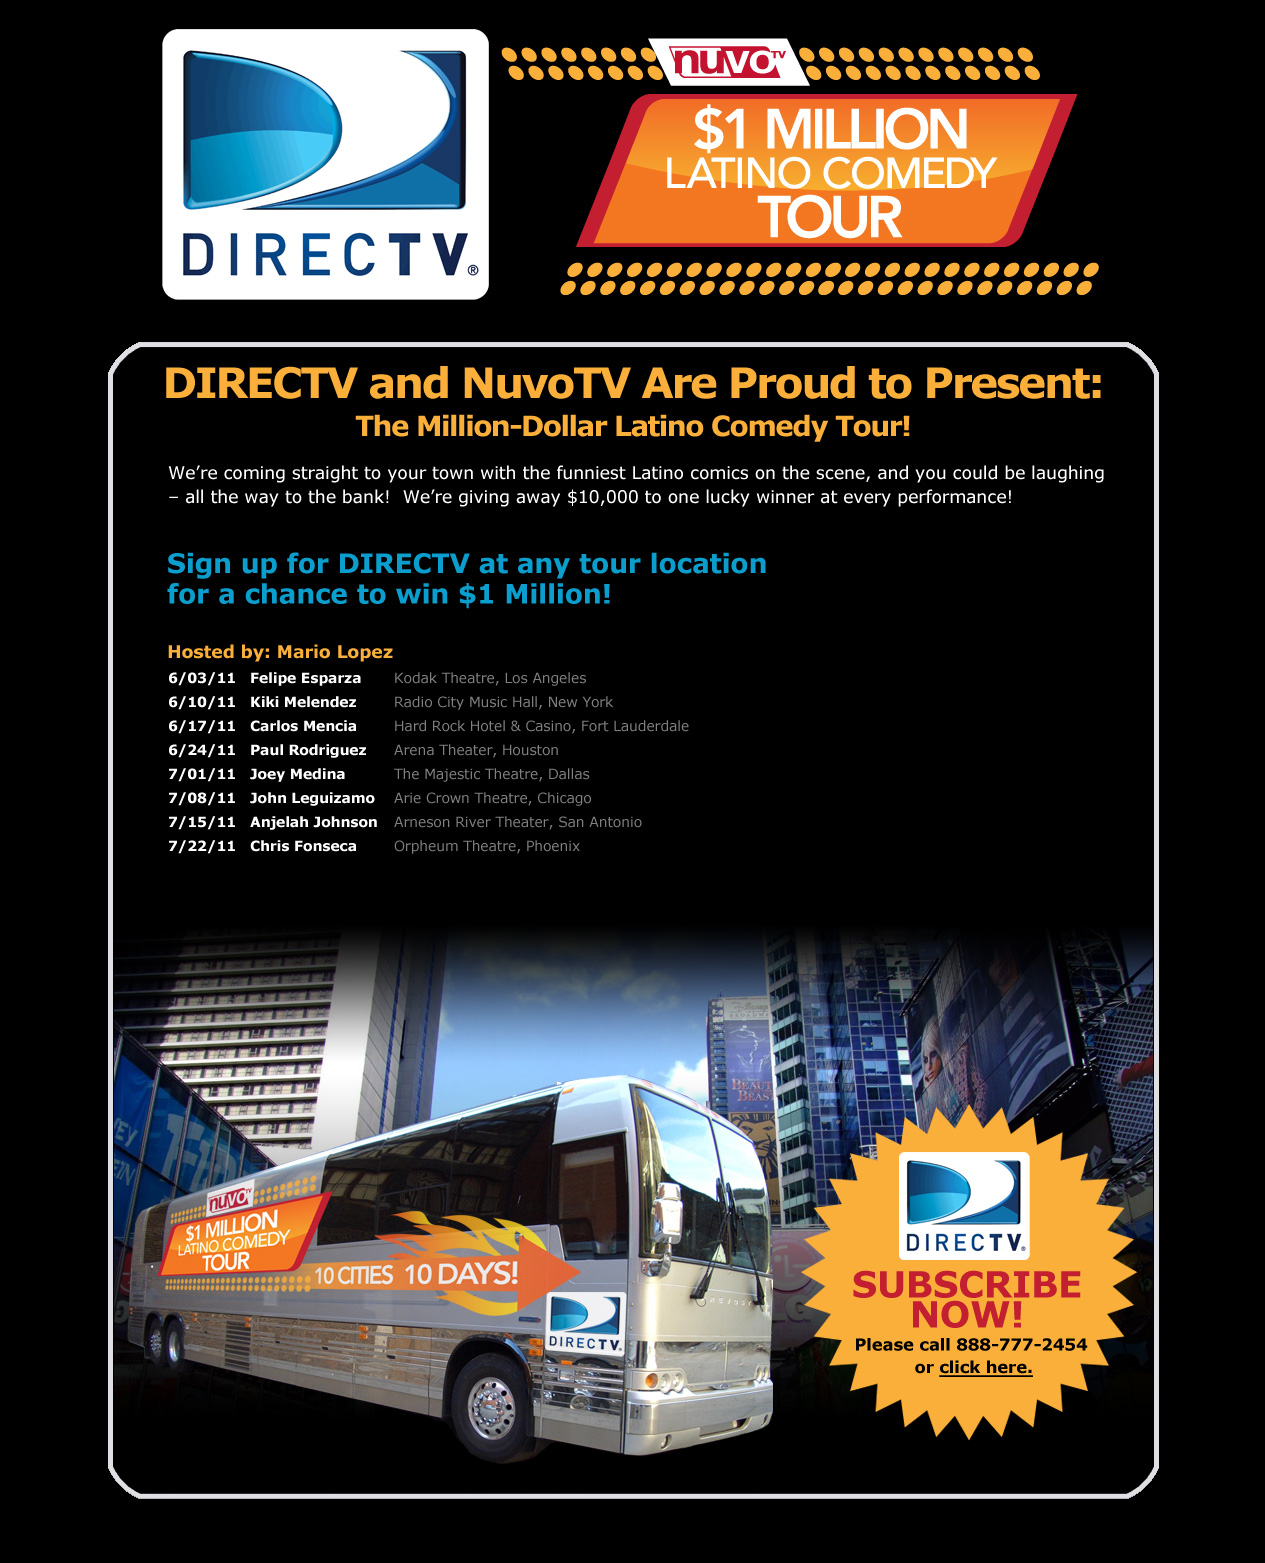 DIRECTV®
nuvo TV
$1 MILLION
LATINO COMEDY
TOUR
DIRECTV and NuvoTV Are Proud to Present:
The Million-Dollar Latino Comedy Tour!
We’re coming straight to your town with the funniest Latino comics on the scene, and you could be laughing
– all the way to the bank!  We’re giving away $10,000 to one lucky winner at every performance!
Sign up for DIRECTV at any tour location
for a chance to win $1 Million!
Hosted by: Mario Lopez
6/03/11 Felipe Esparza Kodak Theatre, Los Angeles
6/10/11 Kiki Melendez Radio City Music Hall, New York
6/17/11 Carlos Mencia Hard Rock Hotel & Casino, Fort Lauderdale
6/24/11 Paul Rodriguez Arena Theater, Houston
7/01/11 Joey Medina The Majestic Theatre, Dallas
7/08/11 John Leguizamo Arie Crown Theatre, Chicago
7/15/11 Anjelah Johnson Arneson River Theater, San Antonio
7/22/11 Chris Fonseca Orpheum Theatre, Phoenix
BEAUT
BEAS
nuvo TV
$1 MILLION
LATINO COMEDY
TOUR
10 CITIES 10 DAYS!
DIRECTV
DIRECTV®
SUBSCRIBE
NOW!
Please call 888-777-2454
or click here.